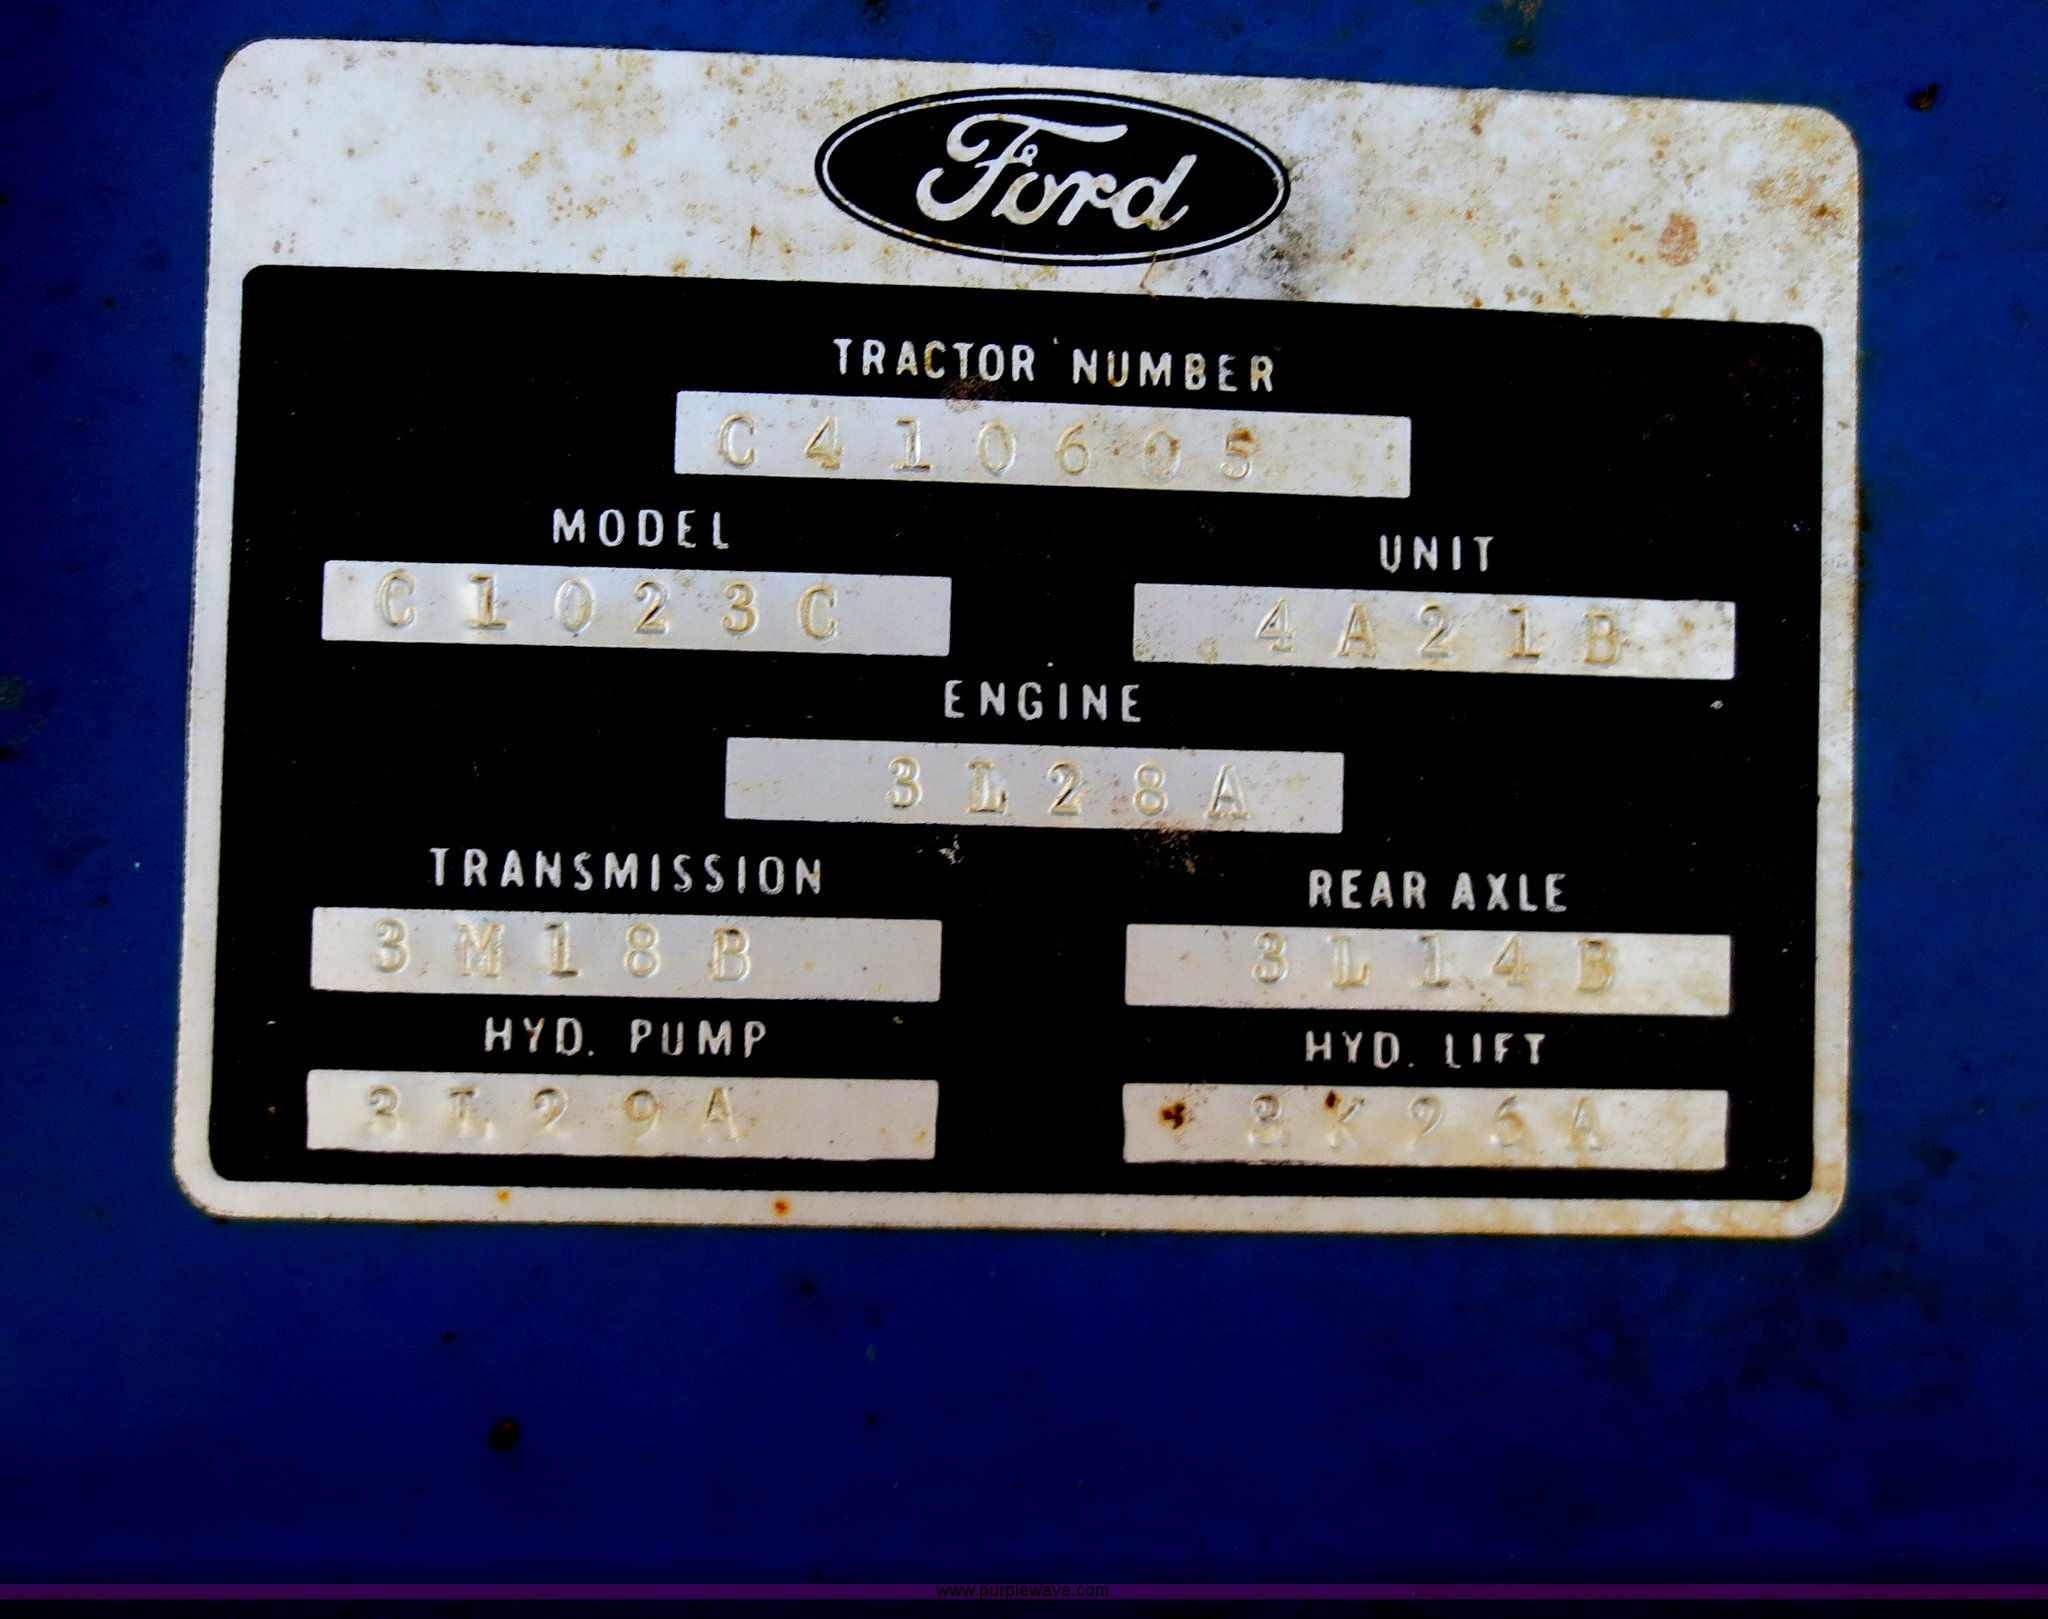 Ford
TRACTOR NUMBER
C410605
MODEL UNIT
C1023C 4A21B
ENGINE
3L28A
TRANSMISSION REAR AXLE
3M18B 3L14B
HYD. PUMP HYD. LIFT
3L29A
www.purplewave.com